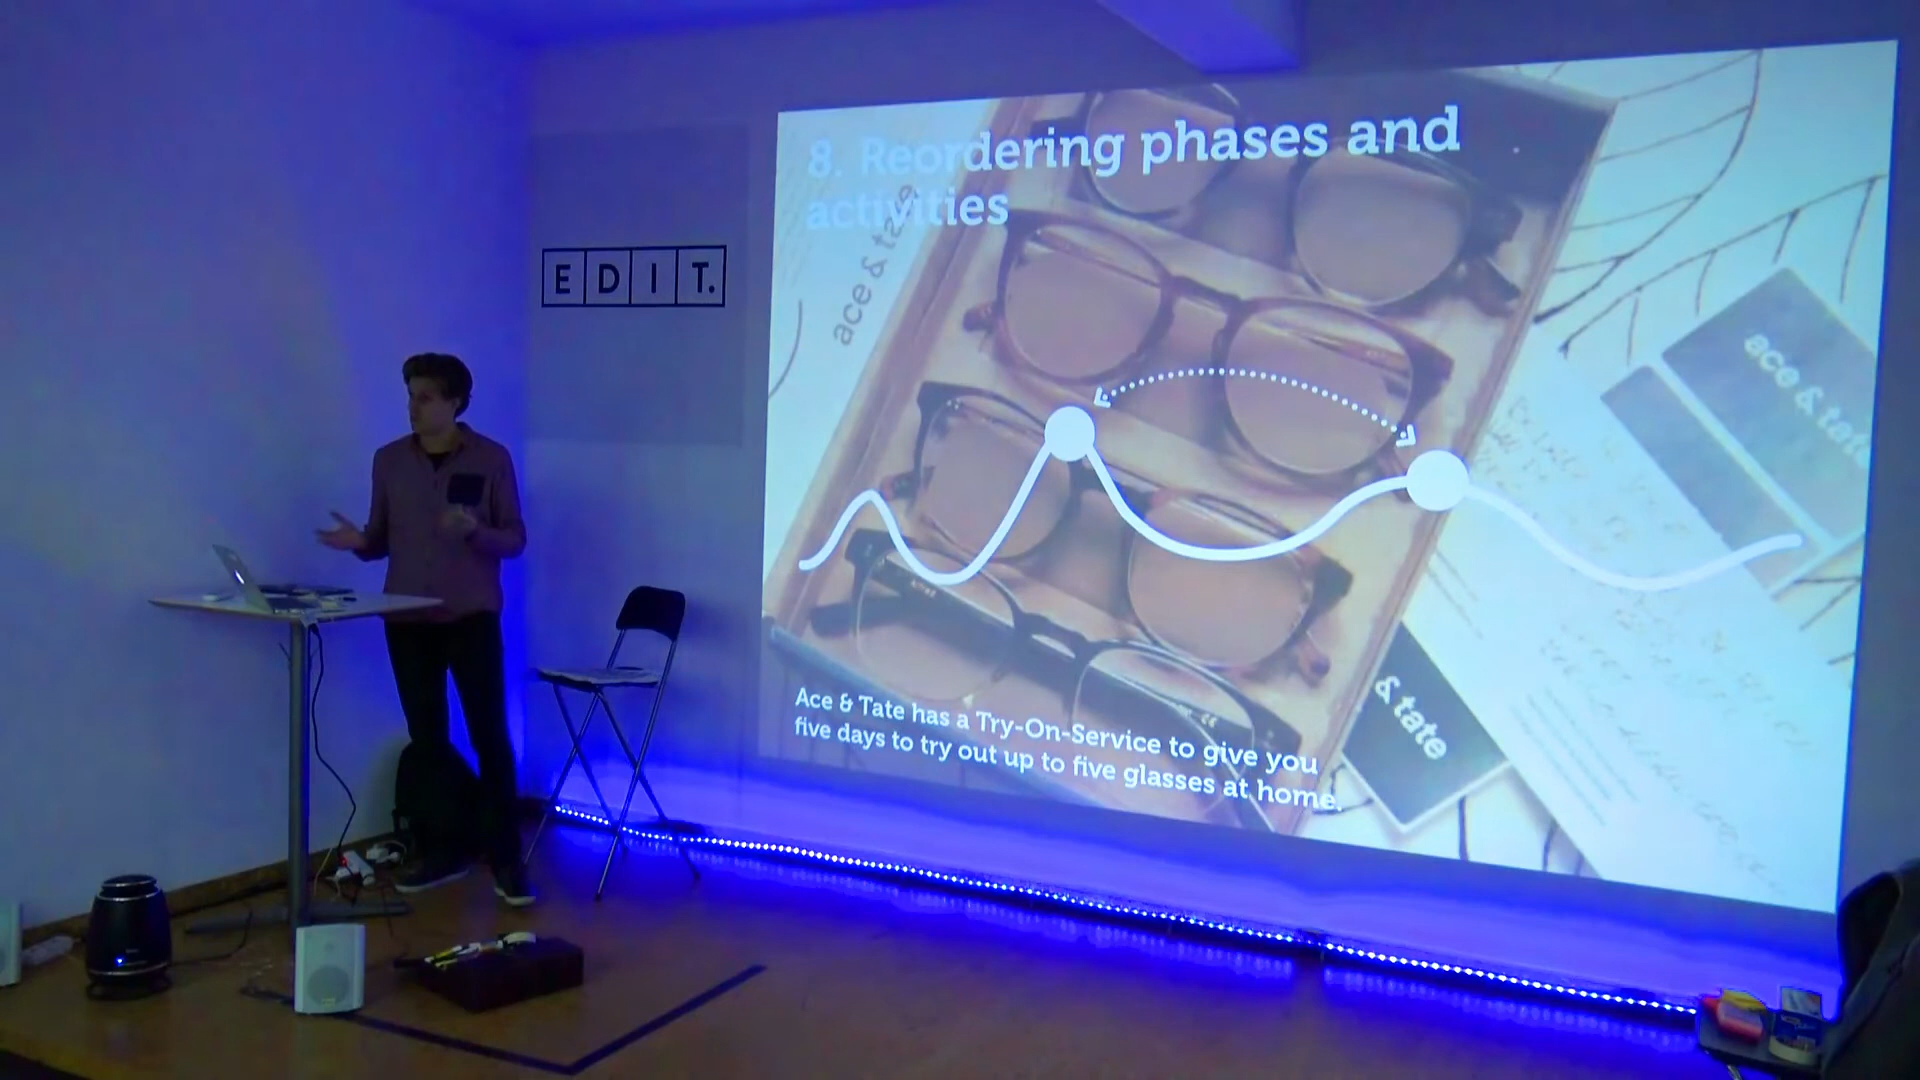 EDIT.
8. Reordering phases and
activities
ace & tate
ace & tate
& tate
Ace & Tate has a Try-On-Service to give you
five days to try out up to five glasses at home.